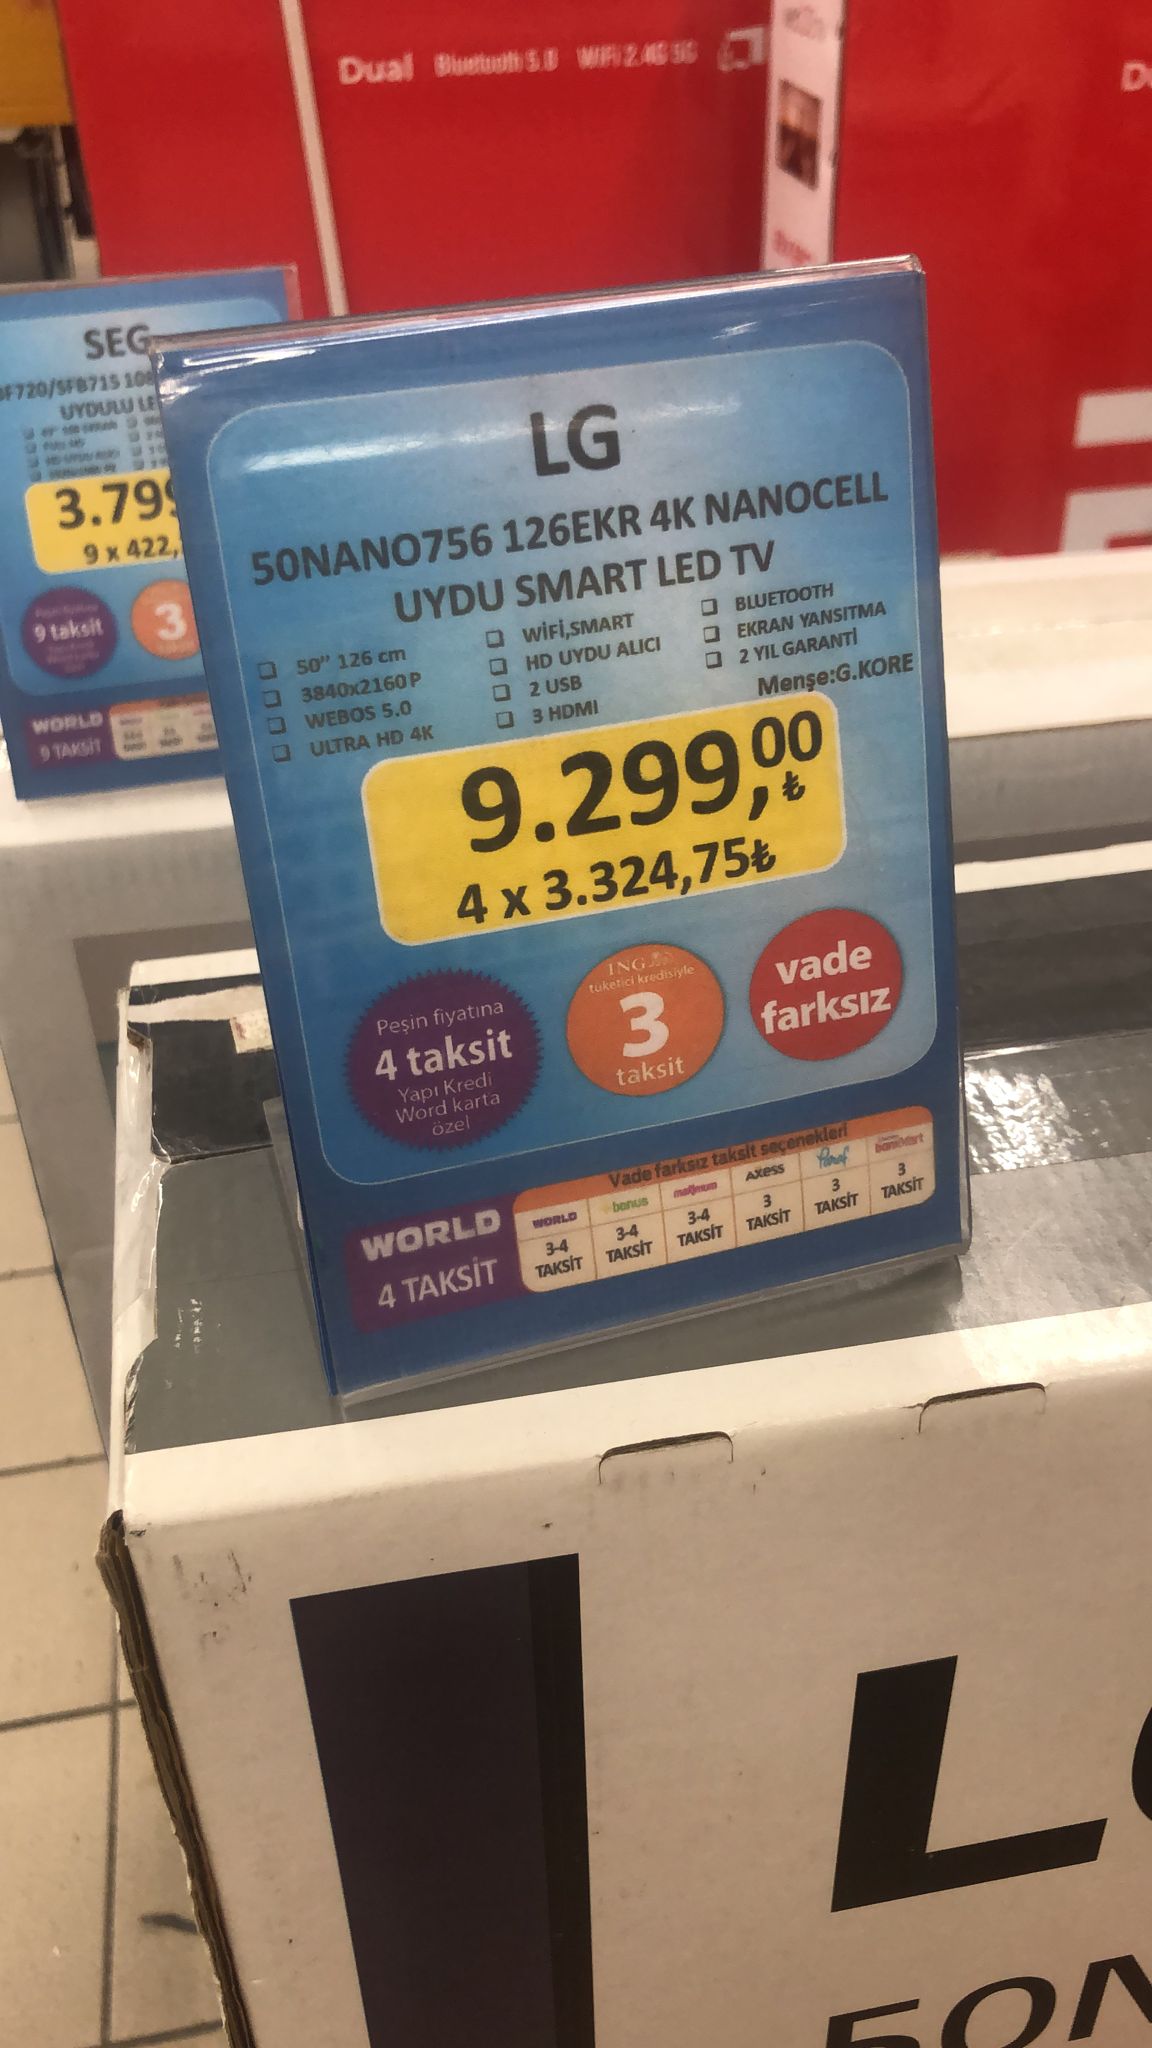 Dual Bluetooth 5.0 WiFi 2.4G 5G
SEG
UYDULU LE
3.799
9 x 422,
9 taksit
3
WORLD
9 TAKSİT
LG
50NANO756 126EKR 4K NANOCELL
UYDU SMART LED TV
❏ 50" 126 cm
❏ 3840x2160P
❏ WEBOS 5.0
❏ ULTRA HD 4K
❏ WİFİ,SMART
❏ HD UYDU ALICI
❏ 2 USB
❏ 3 HDMI
❏ BLUETOOTH
❏ EKRAN YANSITMA
❏ 2 YIL GARANTİ
Menşe:G.KORE
9.299,00 ₺
4 x 3.324,75₺
Peşin fiyatına
4 taksit
Yapı Kredi
Word karta
özel
ING
tüketici kredisiyle
3
taksit
vade
farksız
Vade farksız taksit seçenekleri
WORLD
4 TAKSİT
WORLD bonus maximum AXESS Paraf bankkart
3-4 3-4 3-4 3 3 3
TAKSİT TAKSİT TAKSİT TAKSİT TAKSİT TAKSİT
L
50N